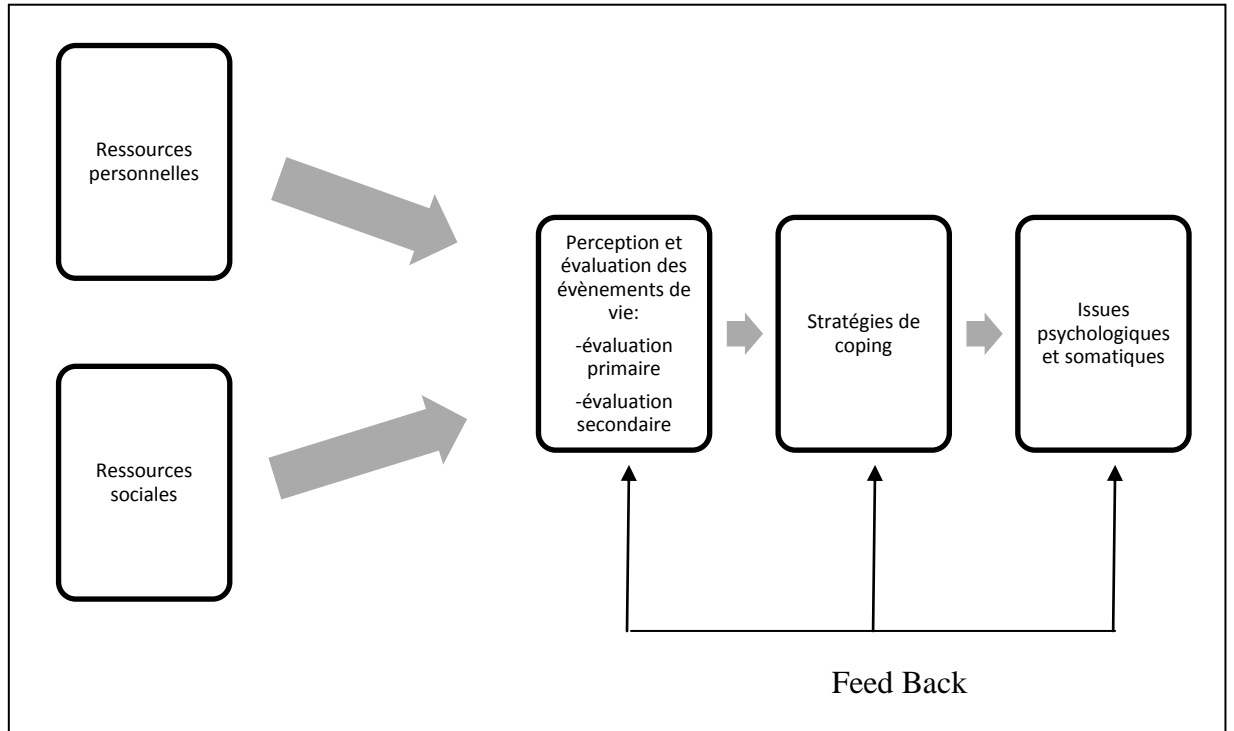 Ressources
personnelles
Ressources
sociales
Perception et
évaluation des
évènements de
vie:
-évaluation
primaire
-évaluation
secondaire
Stratégies de
coping
Issues
psychologiques
et somatiques
Feed Back